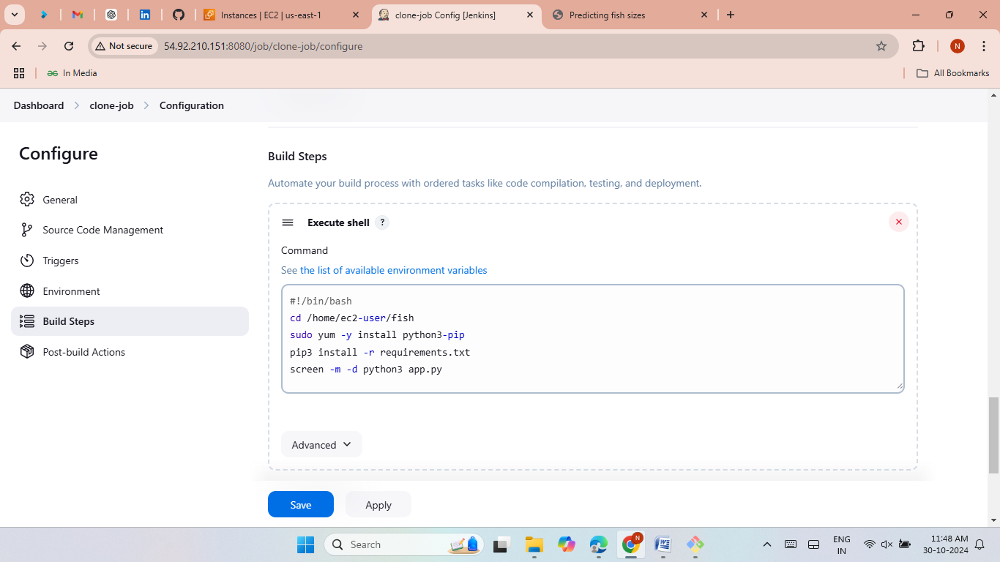 Instances | EC2 | us-east-1
clone-job Config [Jenkins]
Predicting fish sizes
Not secure
54.92.210.151:8080/job/clone-job/configure
N
In Media
All Bookmarks
Dashboard
clone-job
Configuration
Configure
General
Source Code Management
Triggers
Environment
Build Steps
Post-build Actions
Build Steps
Automate your build process with ordered tasks like code compilation, testing, and deployment.
Execute shell ?
Command
See the list of available environment variables
#!/bin/bash
cd /home/ec2-user/fish
sudo yum -y install python3-pip
pip3 install -r requirements.txt
screen -m -d python3 app.py
Advanced
Save
Apply
Search
N
ENG
IN
11:48 AM
30-10-2024